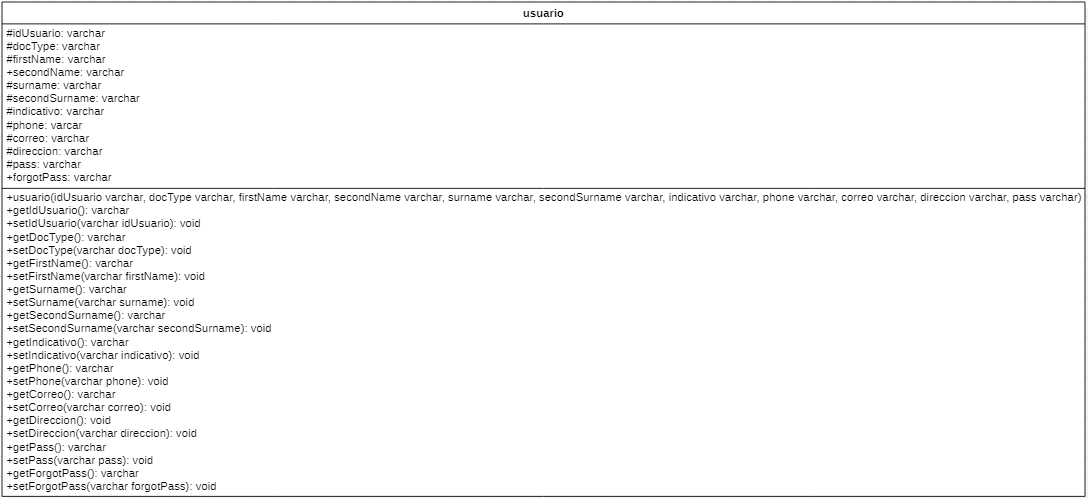 usuario
#idUsuario: varchar
#docType: varchar
#firstName: varchar
+secondName: varchar
#surname: varchar
#secondSurname: varchar
#indicativo: varchar
#phone: varcar
#correo: varchar
#direccion: varchar
#pass: varchar
+forgotPass: varchar
+usuario(idUsuario varchar, docType varchar, firstName varchar, secondName varchar, surname varchar, secondSurname varchar, indicativo varchar, phone varchar, correo varchar, direccion varchar, pass varchar)
+getIdUsuario(): varchar
+setIdUsuario(varchar idUsuario): void
+getDocType(): varchar
+setDocType(varchar docType): void
+getFirstName(): varchar
+setFirstName(varchar firstName): void
+getSurname(): varchar
+setSurname(varchar surname): void
+getSecondSurname(): varchar
+setSecondSurname(varchar secondSurname): void
+getIndicativo(): varchar
+setIndicativo(varchar indicativo): void
+getPhone(): varchar
+setPhone(varchar phone): void
+getCorreo(): varchar
+setCorreo(varchar correo): void
+getDireccion(): void
+setDireccion(varchar direccion): void
+getPass(): varchar
+setPass(varchar pass): void
+getForgotPass(): varchar
+setForgotPass(varchar forgotPass): void